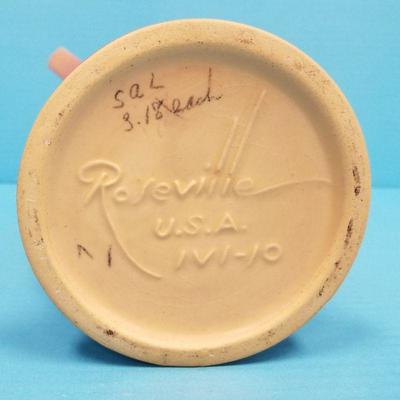 sal
3.18 each
Roseville
U.S.A.
1V1-10